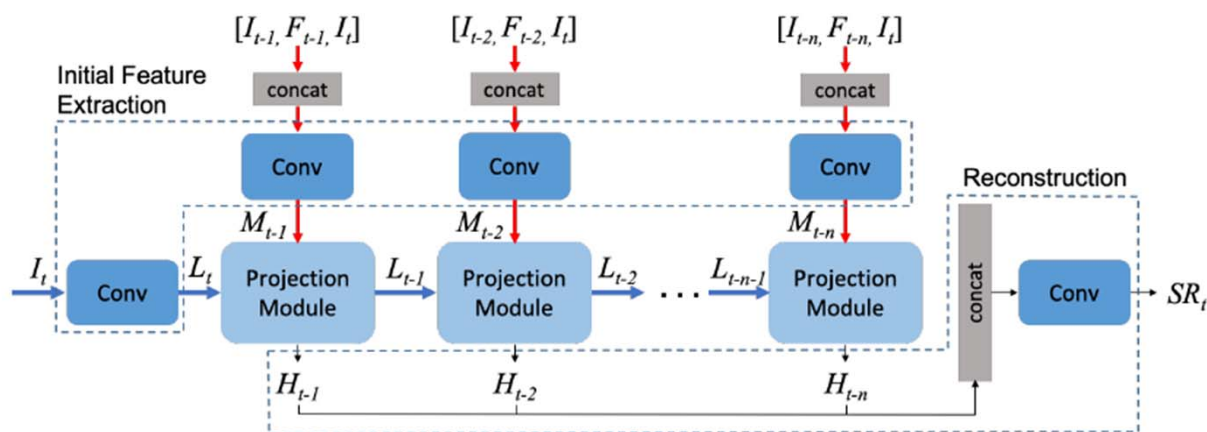 [I_{t-1}, F_{t-1}, I_t] [I_{t-2}, F_{t-2}, I_t] [I_{t-n}, F_{t-n}, I_t]
Initial Feature
Extraction
concat concat concat
Conv Conv Conv
Reconstruction
M_{t-1} M_{t-2} M_{t-n}
I_t Conv L_t Projection
Module L_{t-1} Projection
Module L_{t-2} . . . L_{t-n-1} Projection
Module
concat Conv SR_t
H_{t-1} H_{t-2} H_{t-n}